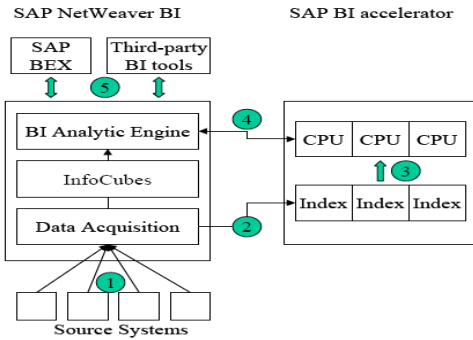 SAP NetWeaver BI
SAP BI accelerator
SAP
BEX
Third-party
BI tools
5
BI Analytic Engine
4
CPU CPU CPU
3
InfoCubes
Index Index Index
Data Acquisition
2
1
Source Systems